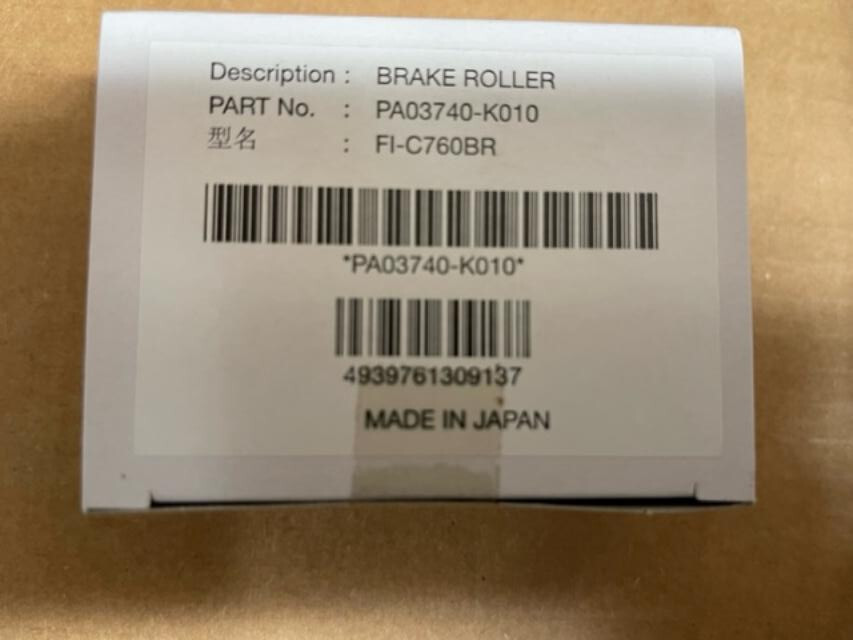 Description : BRAKE ROLLER
PART No. : PA03740-K010
型名 : FI-C760BR
*PA03740-K010*
4939761309137
MADE IN JAPAN